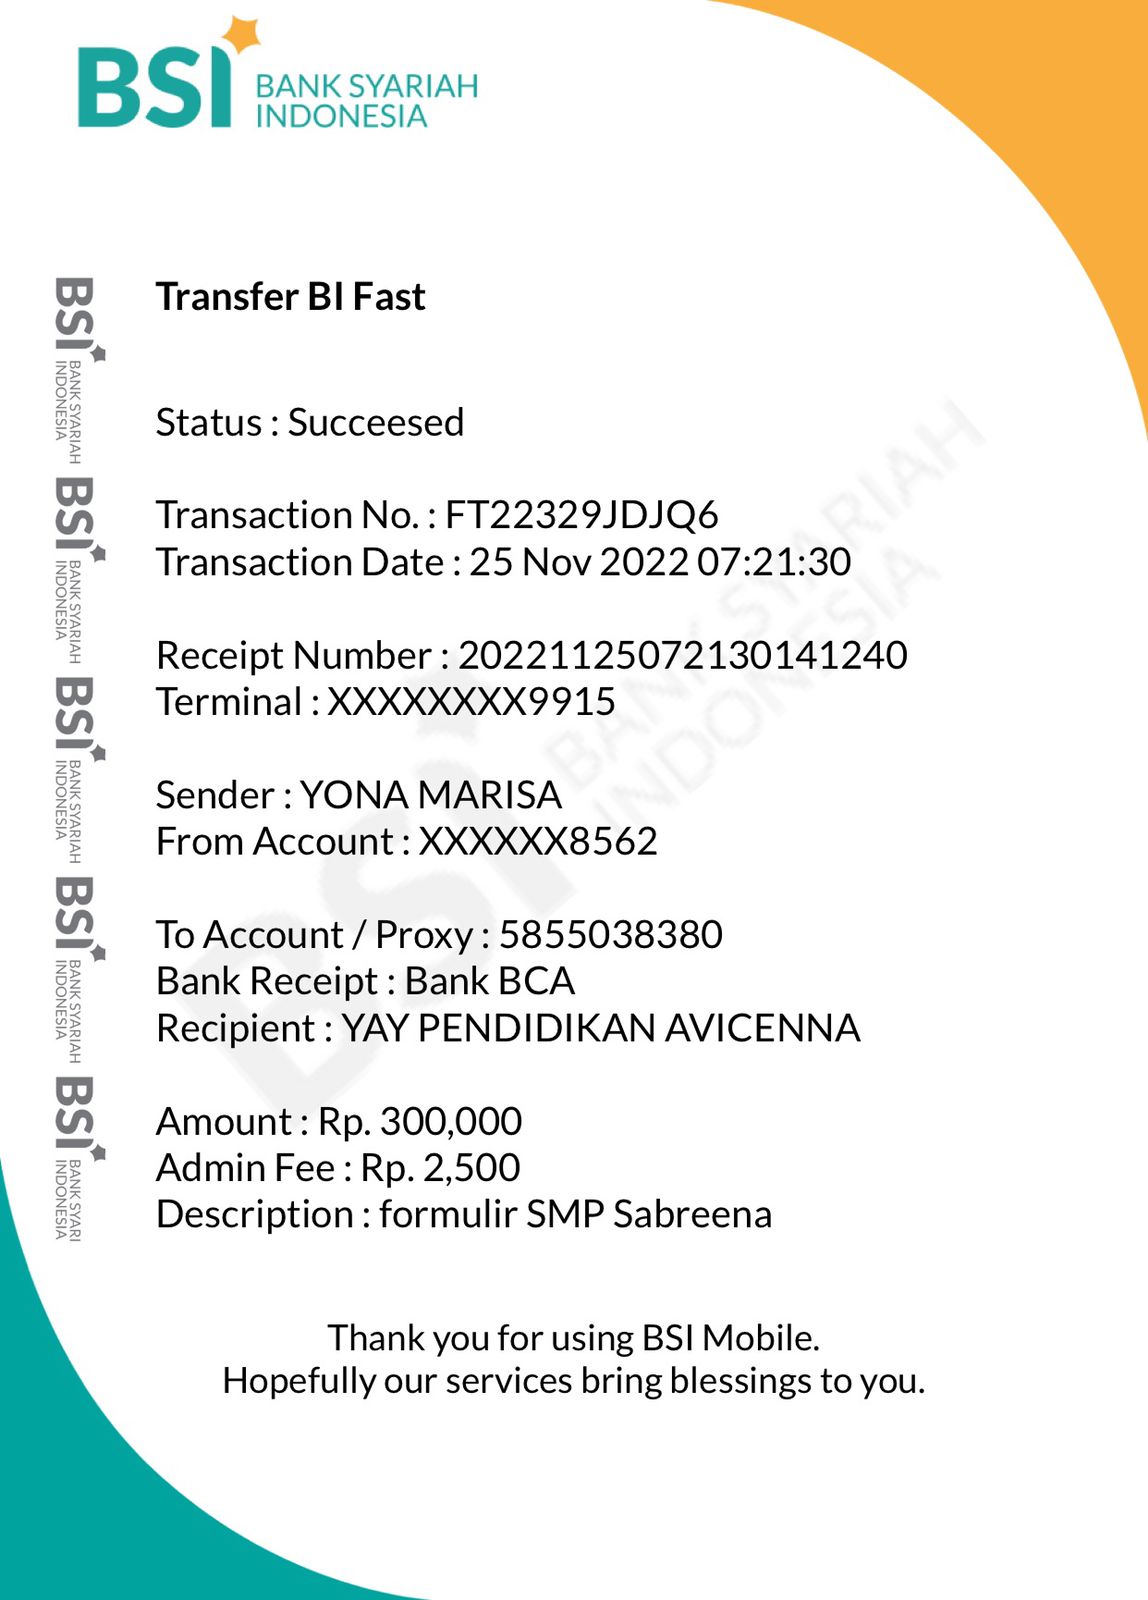 BSI BANK SYARIAH
INDONESIA
Transfer BI Fast
Status : Succeesed
Transaction No. : FT22329JDJQ6
Transaction Date : 25 Nov 2022 07:21:30
Receipt Number : 20221125072130141240
Terminal : XXXXXXXX9915
Sender : YONA MARISA
From Account : XXXXXX8562
To Account / Proxy : 5855038380
Bank Receipt : Bank BCA
Recipient : YAY PENDIDIKAN AVICENNA
Amount : Rp. 300,000
Admin Fee : Rp. 2,500
Description : formulir SMP Sabreena
Thank you for using BSI Mobile.
Hopefully our services bring blessings to you.
BSI BANK SYARIAH
INDONESIA
BSI BANK SYARIAH
INDONESIA
BSI BANK SYARIAH
INDONESIA
BSI BANK SYARIAH
INDONESIA
BSI BANK SYARI
INDONESIA
BSI BANK SYARIAH
INDONESIA